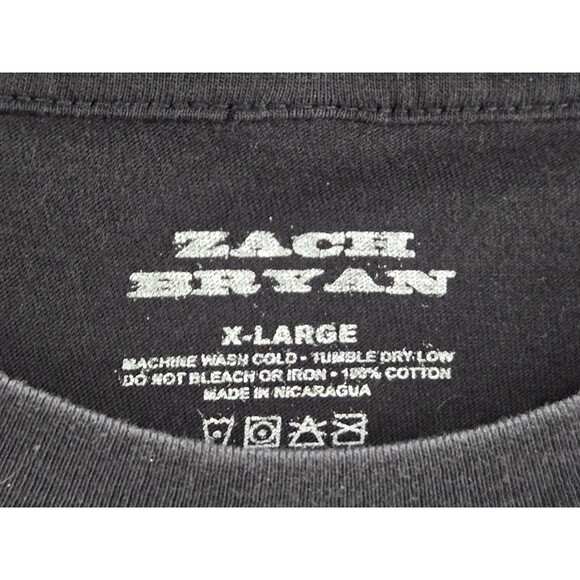 ZACH
BRYAN
X-LARGE
MACHINE WASH COLD • TUMBLE DRY LOW
DO NOT BLEACH OR IRON • 100% COTTON
MADE IN NICARAGUA